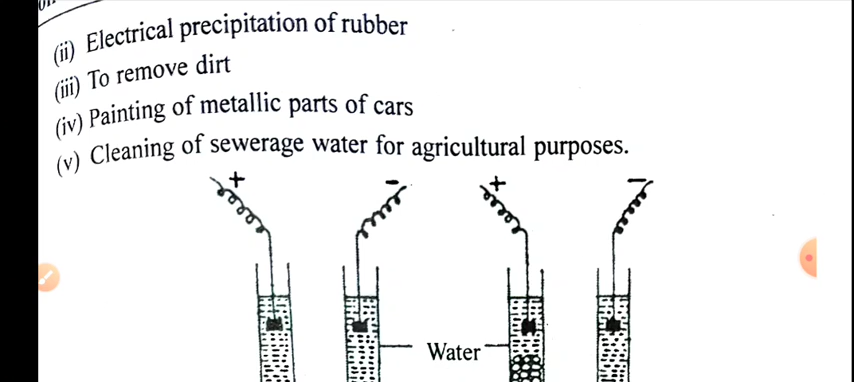 (ii) Electrical precipitation of rubber
(iii) To remove dirt
(iv) Painting of metallic parts of cars
(v) Cleaning of sewerage water for agricultural purposes.
+ − + −
Water